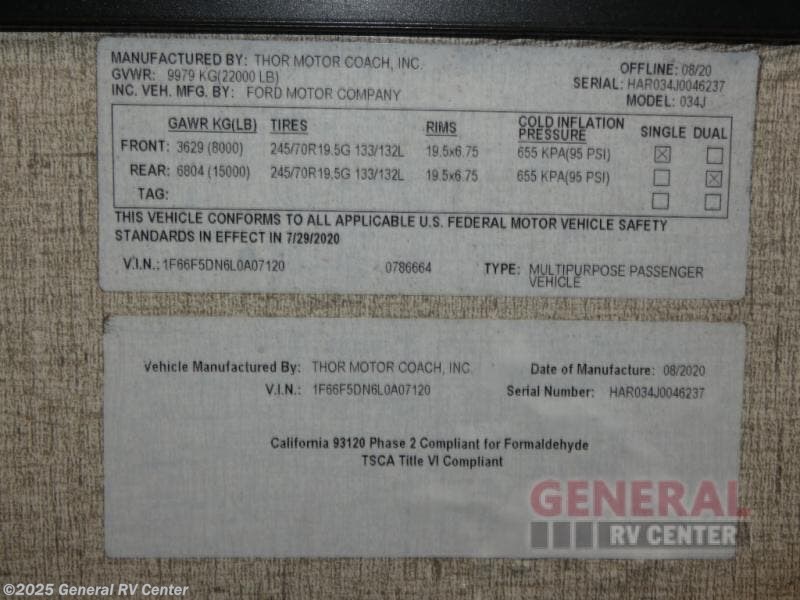 MANUFACTURED BY: THOR MOTOR COACH, INC.
GVWR: 9979 KG(22000 LB)
INC. VEH. MFG. BY: FORD MOTOR COMPANY
OFFLINE: 08/20
SERIAL: HAR034J0046237
MODEL: 034J
GAWR KG(LB) TIRES RIMS COLD INFLATION PRESSURE SINGLE DUAL
FRONT: 3629 (8000) 245/70R19.5G 133/132L 19.5x6.75 655 KPA(95 PSI) ☒ ☐
REAR: 6804 (15000) 245/70R19.5G 133/132L 19.5x6.75 655 KPA(95 PSI) ☐ ☒
TAG: ☐ ☐
THIS VEHICLE CONFORMS TO ALL APPLICABLE U.S. FEDERAL MOTOR VEHICLE SAFETY
STANDARDS IN EFFECT IN 7/29/2020
V.I.N.: 1F66F5DN6L0A07120 0786664 TYPE: MULTIPURPOSE PASSENGER
VEHICLE
Vehicle Manufactured By: THOR MOTOR COACH, INC. Date of Manufacture: 08/2020
V.I.N.: 1F66F5DN6L0A07120 Serial Number: HAR034J0046237
California 93120 Phase 2 Compliant for Formaldehyde
TSCA Title VI Compliant
GENERAL
RV CENTER
©2025 General RV Center